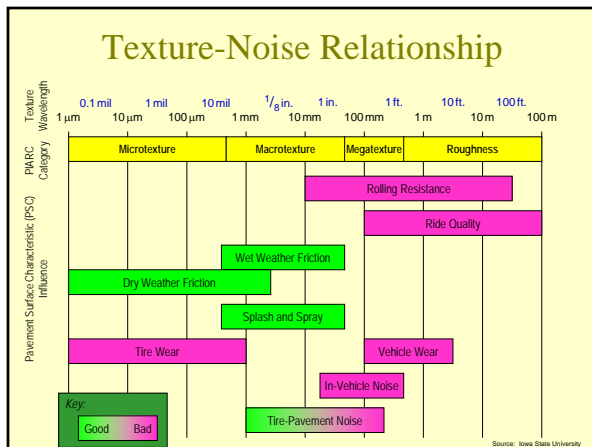 Texture-Noise Relationship
Texture
Wavelength
0.1 mil 1 mil 10 mil 1/8 in. 1 in. 1 ft. 10 ft. 100 ft.
1 µm 10 µm 100 µm 1 mm 10 mm 100 mm 1 m 10 m 100 m
PIARC
Category
Microtexture Macrotexture Megatexture Roughness
Pavement Surface Characteristic (PSC)
Influence
Rolling Resistance
Ride Quality
Wet Weather Friction
Dry Weather Friction
Splash and Spray
Tire Wear Vehicle Wear
In-Vehicle Noise
Key:
Good Bad
Tire-Pavement Noise
Source: Iowa State University